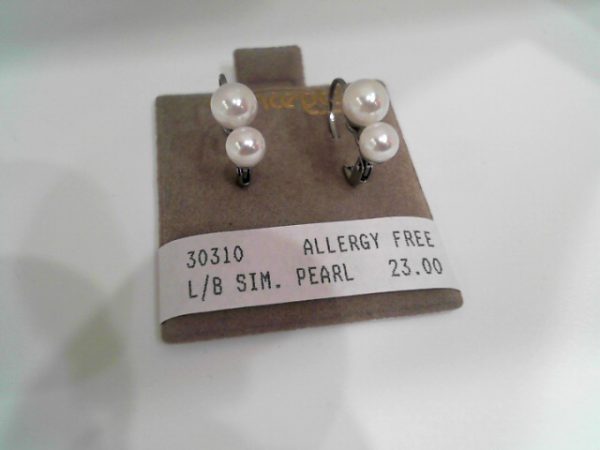 30310 ALLERGY FREE
L/B SIM. PEARL 23.00